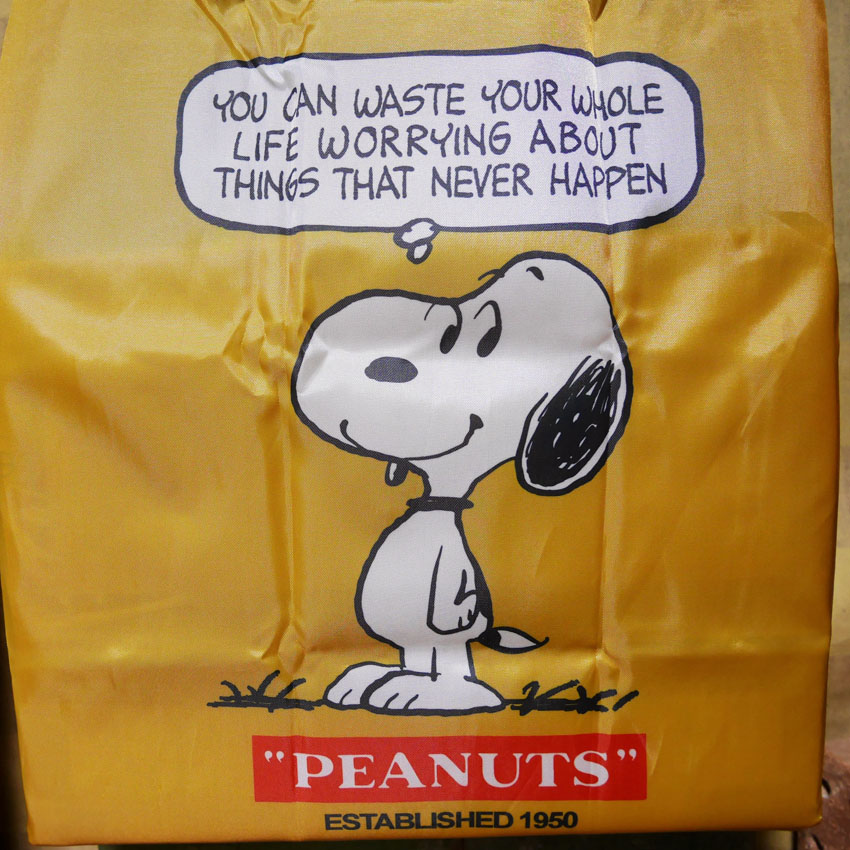 YOU CAN WASTE YOUR WHOLE
LIFE WORRYING ABOUT
THINGS THAT NEVER HAPPEN
"PEANUTS"
ESTABLISHED 1950